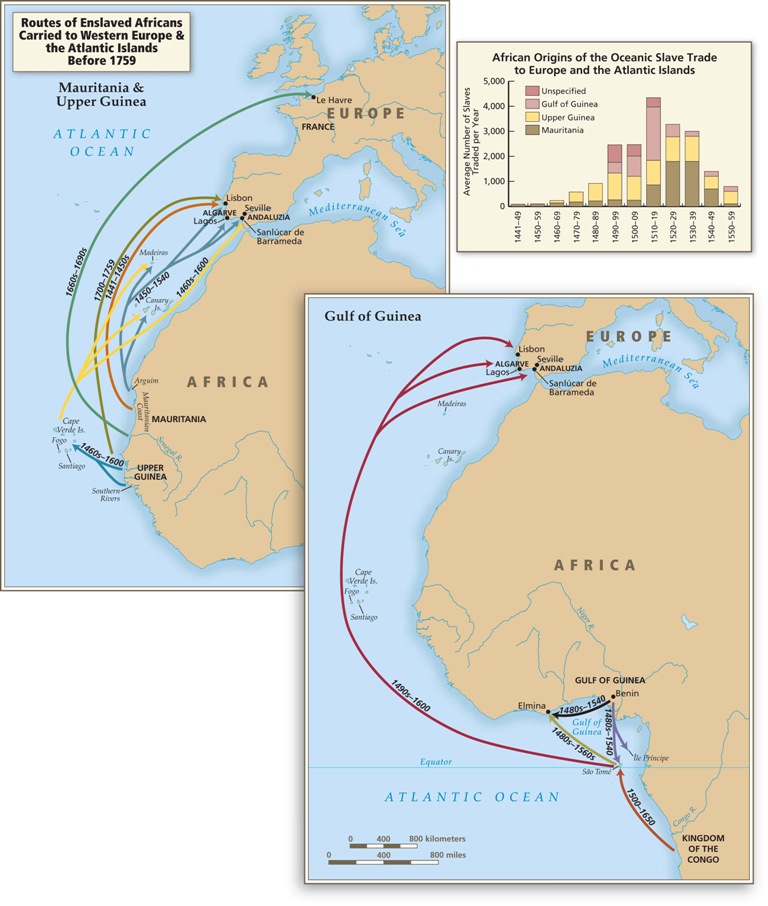 Routes of Enslaved Africans
Carried to Western Europe &
the Atlantic Islands
Before 1759
Mauritania &
Upper Guinea
ATLANTIC
OCEAN
Le Havre
EUROPE
FRANCE
Lisbon
Seville
ALGARVE
ANDALUZIA
Lagos
Sanlúcar de
Barrameda
Mediterranean Sea
Madeiras
Canary
Is.
1660s–1690s
1700–1759
1441–1450s
1450–1540
1460s–1600
AFRICA
Arguim
Mauritanian
Coast
MAURITANIA
Cape
Verde Is.
Fogo
Santiago
1460s–1600
Senegal R.
UPPER
GUINEA
Southern
Rivers
African Origins of the Oceanic Slave Trade
to Europe and the Atlantic Islands
Average Number of Slaves
Traded per Year
5,000
4,000
3,000
2,000
1,000
0
Unspecified
Gulf of Guinea
Upper Guinea
Mauritania
1441–49
1450–59
1460–69
1470–79
1480–89
1490–99
1500–09
1510–19
1520–29
1530–39
1540–49
1550–59
Gulf of Guinea
EUROPE
Lisbon
Seville
ALGARVE
ANDALUZIA
Lagos
Sanlúcar de
Barrameda
Mediterranean Sea
Madeiras
Canary
Is.
AFRICA
Cape
Verde Is.
Fogo
Santiago
Niger R.
GULF OF GUINEA
Benin
Elmina
1480s–1540
Gulf of
Guinea
1480s–1540
1480s–1560s
1490s–1600
Île Príncipe
São Tomé
Equator
ATLANTIC OCEAN
1500–1650
Congo R.
KINGDOM
OF THE
CONGO
0 400 800 kilometers
0 400 800 miles